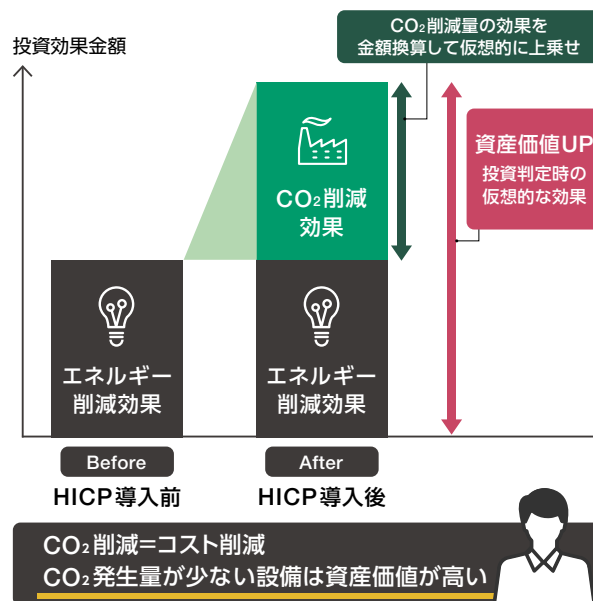 CO₂削減量の効果を
金額換算して仮想的に上乗せ
投資効果金額
資産価値UP
投資判定時の
仮想的な効果
CO₂削減
効果
エネルギー
削減効果
エネルギー
削減効果
Before
After
HICP導入前
HICP導入後
CO₂削減=コスト削減
CO₂発生量が少ない設備は資産価値が高い